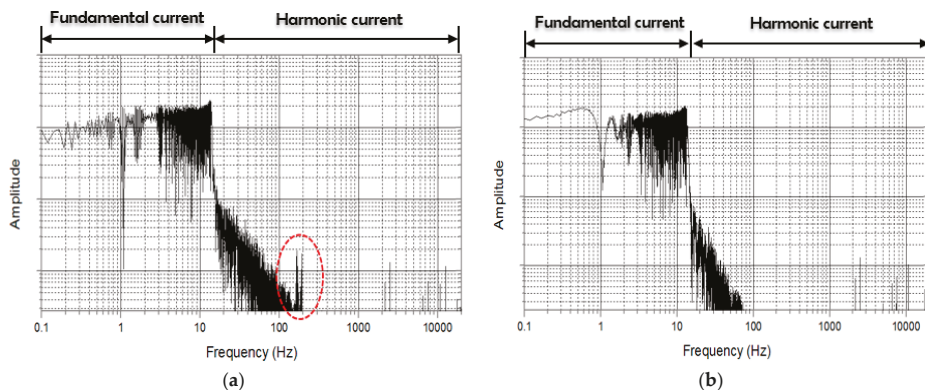 Fundamental current Harmonic current
Amplitude
0.1 1 10 100 1000 10000
Frequency (Hz)
(a)
Fundamental current Harmonic current
Amplitude
0.1 1 10 100 1000 10000
Frequency (Hz)
(b)